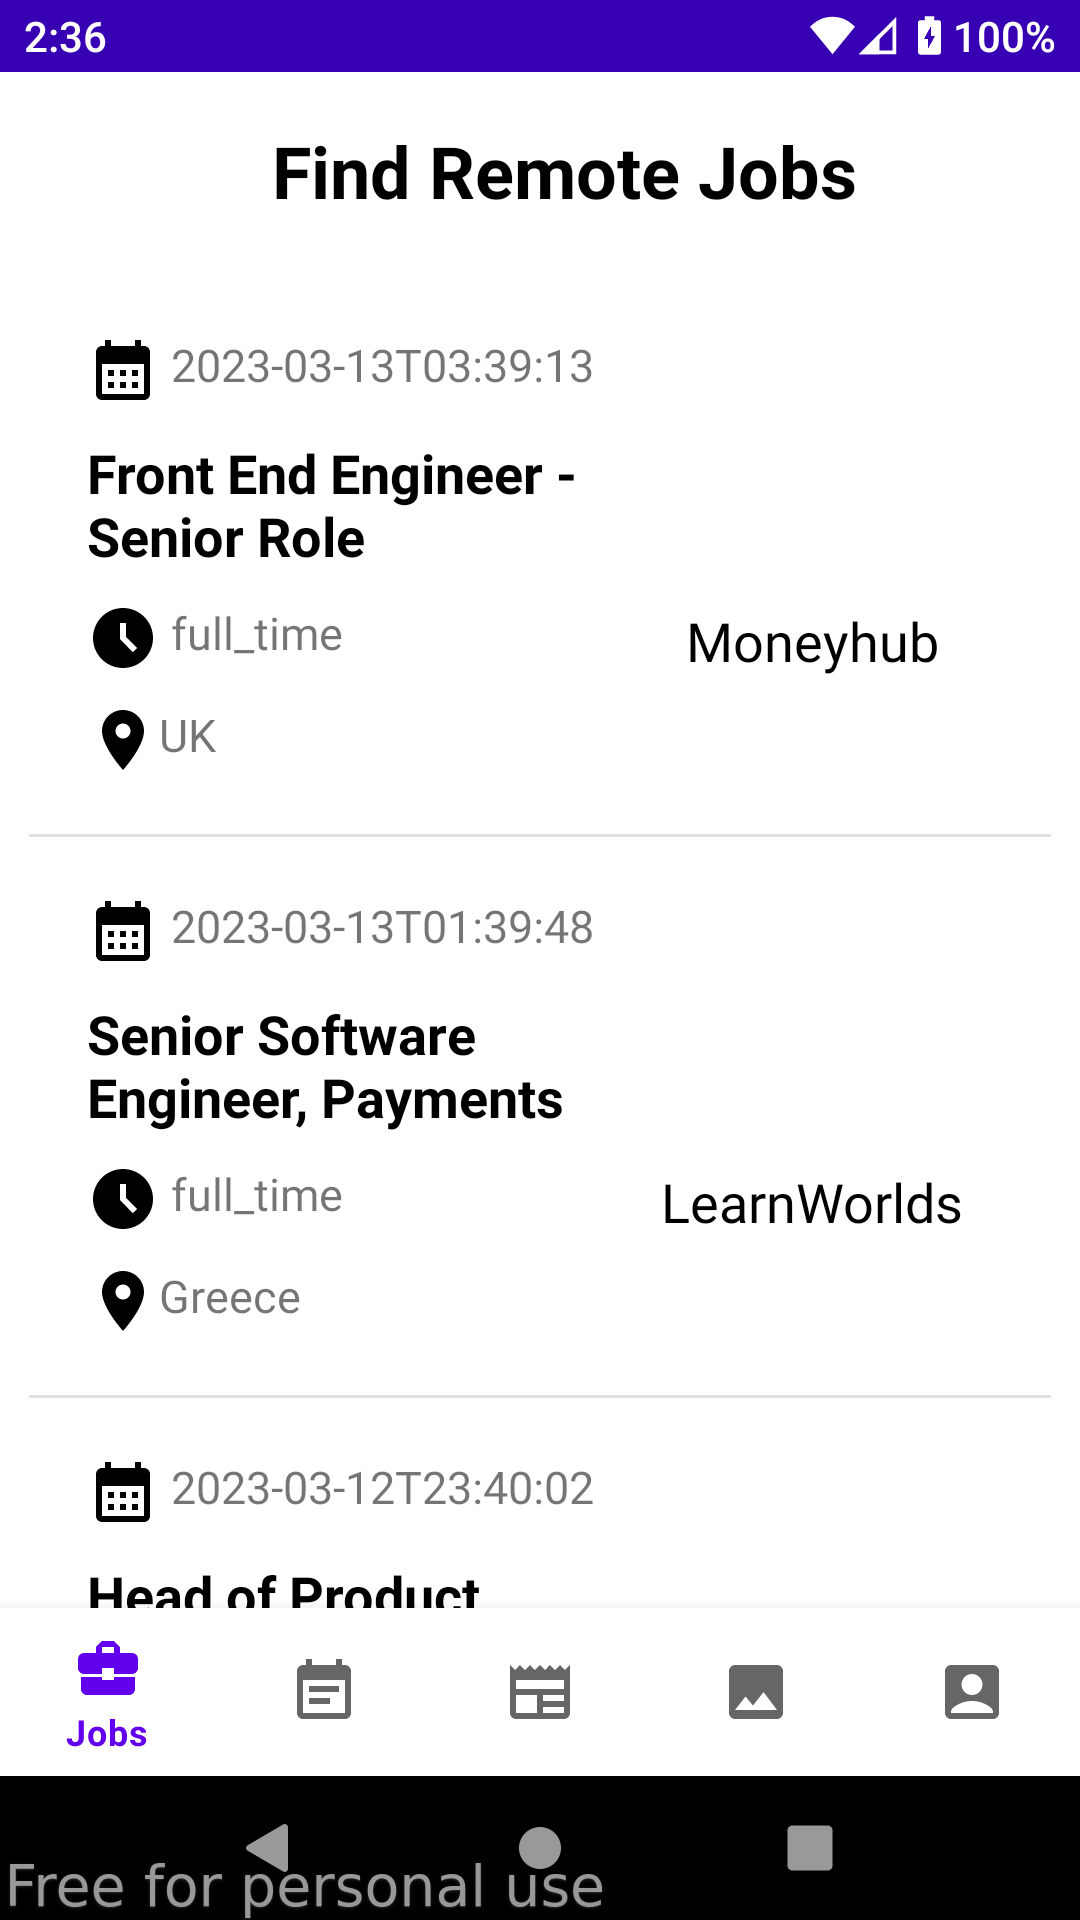 2:36
100%
Find Remote Jobs
2023-03-13T03:39:13
Front End Engineer -
Senior Role
full_time
Moneyhub
UK
2023-03-13T01:39:48
Senior Software
Engineer, Payments
full_time
LearnWorlds
Greece
2023-03-12T23:40:02
Head of Product
Jobs
Free for personal use